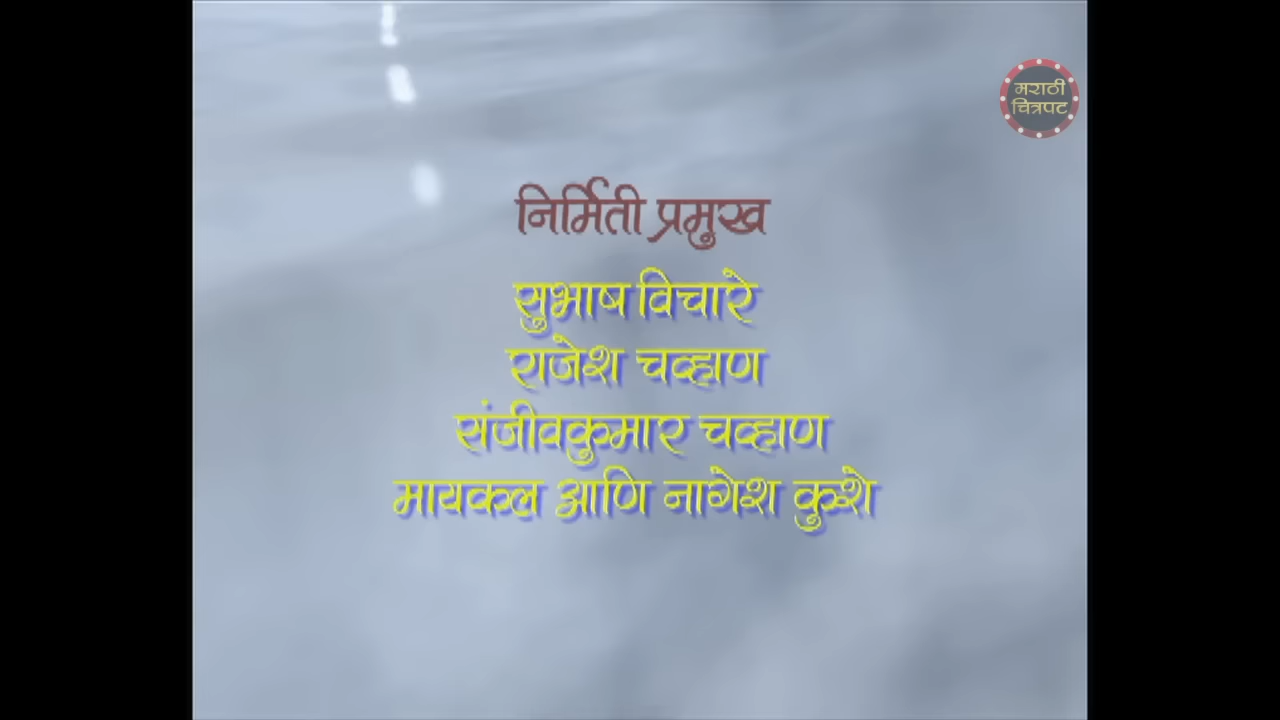 मराठी
चित्रपट
निर्मिती प्रमुख
सुभाष विचारे
राजेश चव्हाण
संजीवकुमार चव्हाण
मायकल आणि नागेश कुशे